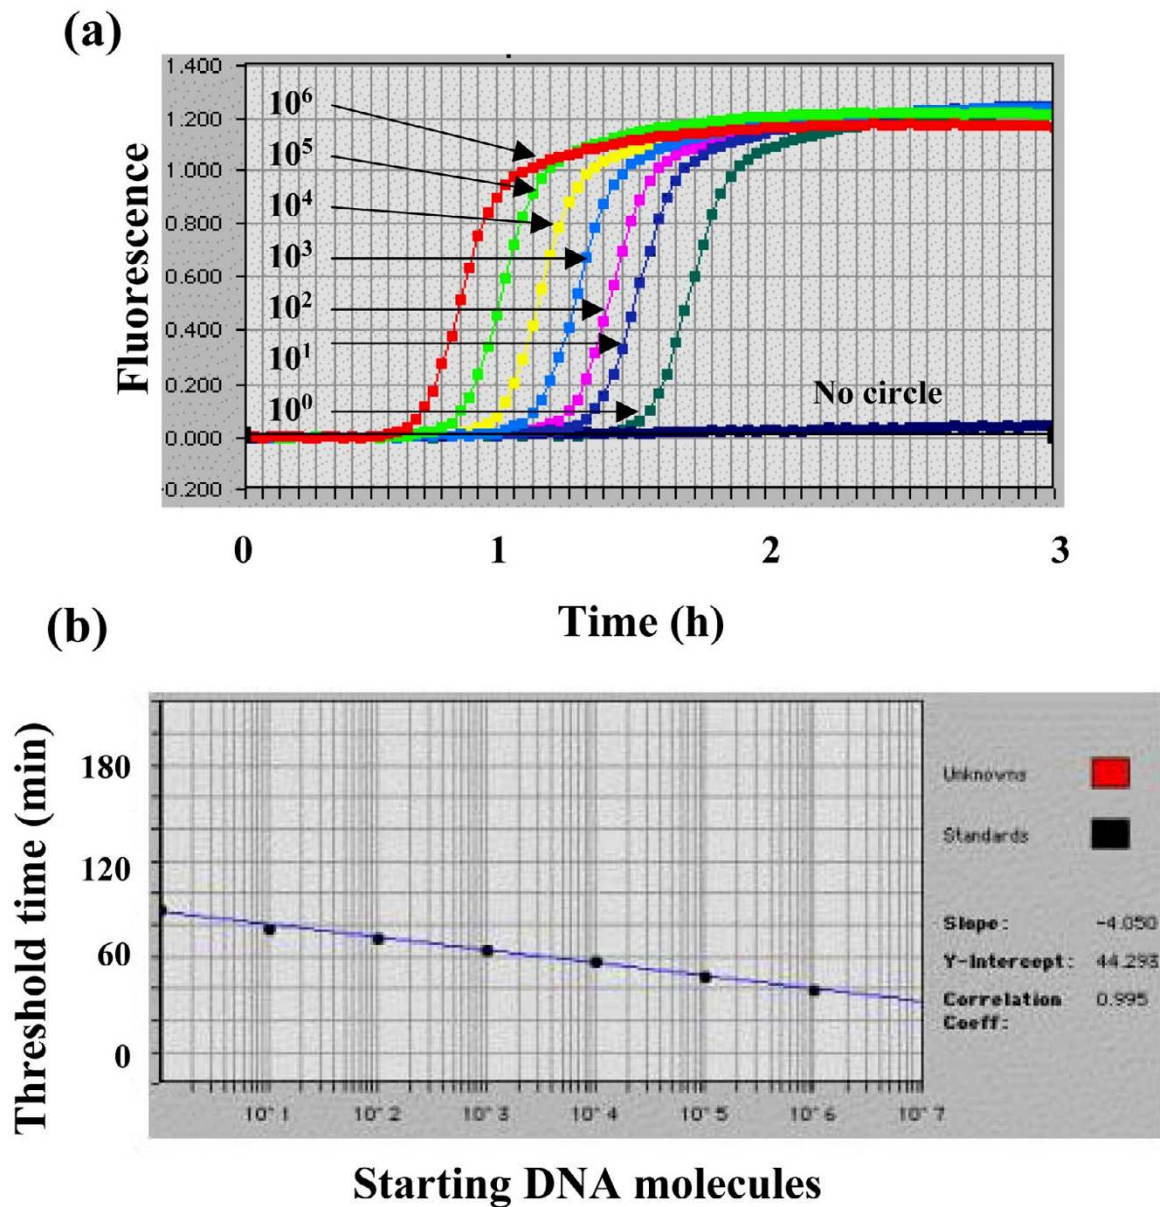 (a)
1.400
1.200
1.000
0.800
0.600
0.400
0.200
0.000
-0.200
Fluorescence
10⁶
10⁵
10⁴
10³
10²
10¹
10⁰
No circle
0 1 2 3
Time (h)
(b)
Threshold time (min)
180
120
60
0
10^1 10^2 10^3 10^4 10^5 10^6 10^7
Starting DNA molecules
Unknowns
Standards
Slope: -4.050
Y-Intercept: 44.293
Correlation 0.995
Coeff: